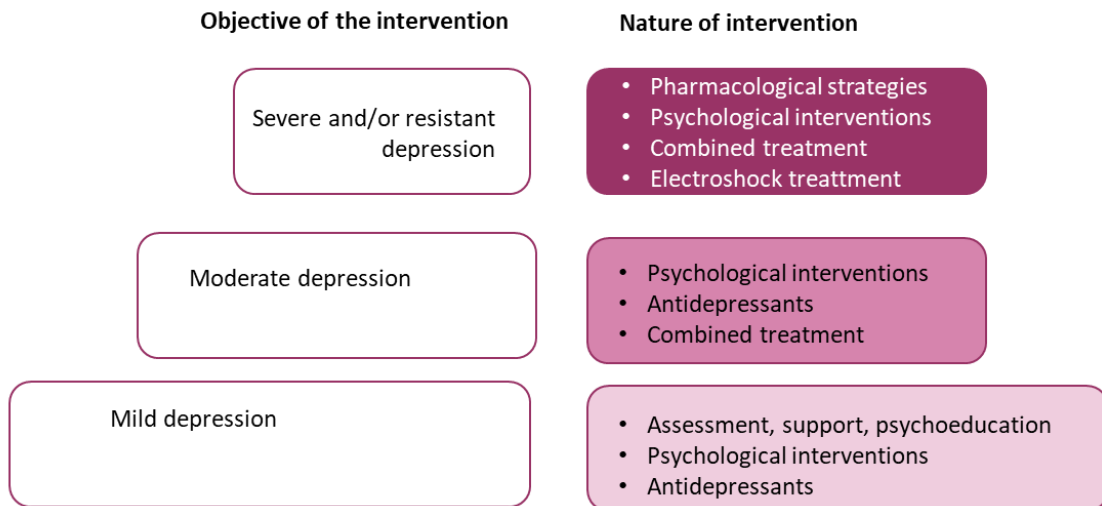 Objective of the intervention
Nature of intervention
Severe and/or resistant
depression
• Pharmacological strategies
• Psychological interventions
• Combined treatment
• Electroshock treattment
Moderate depression
• Psychological interventions
• Antidepressants
• Combined treatment
Mild depression
• Assessment, support, psychoeducation
• Psychological interventions
• Antidepressants